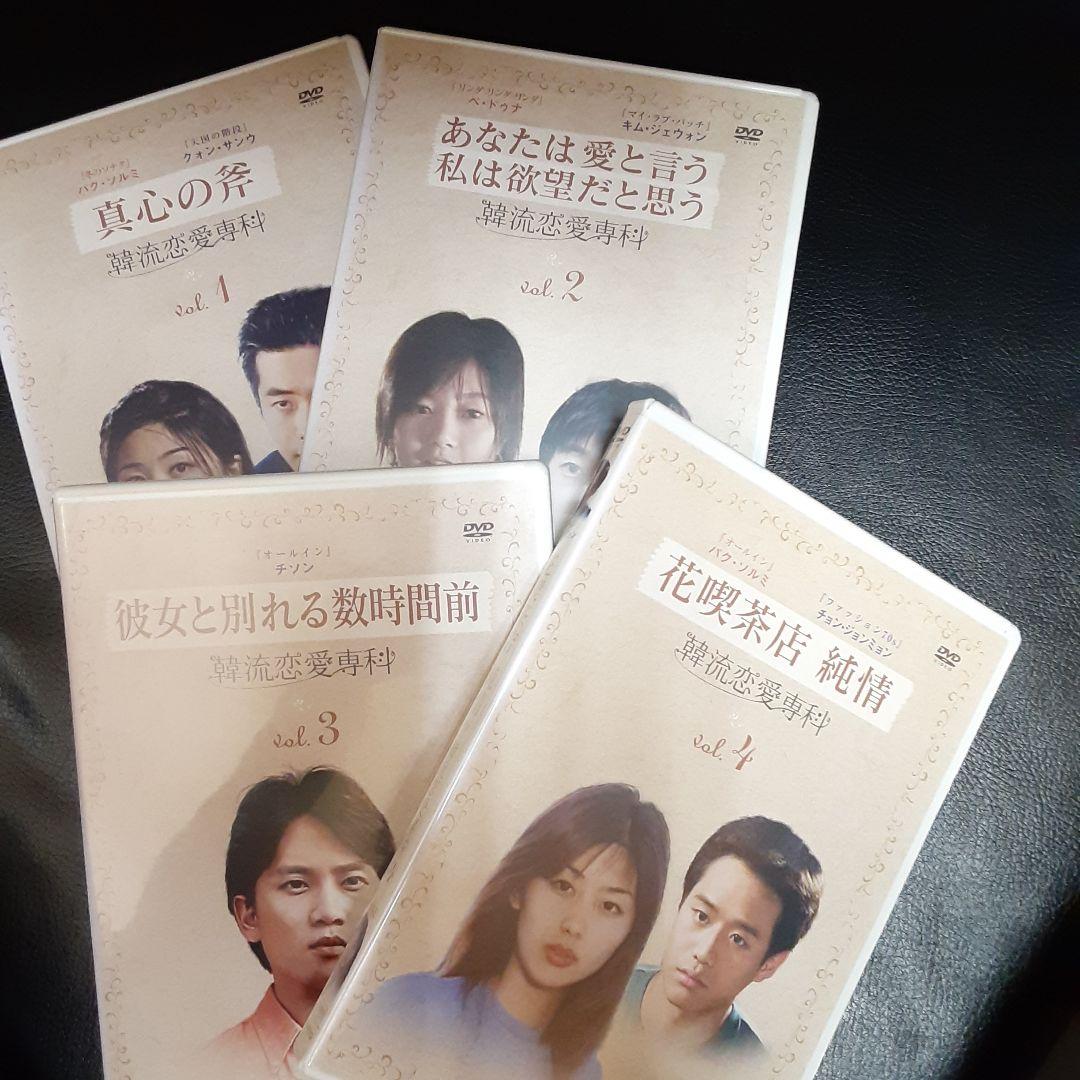 DVD
VIDEO
『天国の階段』
クォン・サンウ
『冬のソナタ』
パク・ソルミ
真心の斧
韓流恋愛専科
vol. 1
『リンダ リンダ リンダ』
ペ・ドゥナ
『マイ・ラブ・パッチ』
キム・ジェウォン
DVD
VIDEO
あなたは愛と言う
私は欲望だと思う
韓流恋愛専科
vol. 2
DVD
VIDEO
『オールイン』
チソン
彼女と別れる数時間前
韓流恋愛専科
vol. 3
『オールイン』
パク・ソルミ
『ファッション70s』
チョン・ジョンミョン
DVD
VIDEO
花喫茶店 純情
韓流恋愛専科
vol. 4